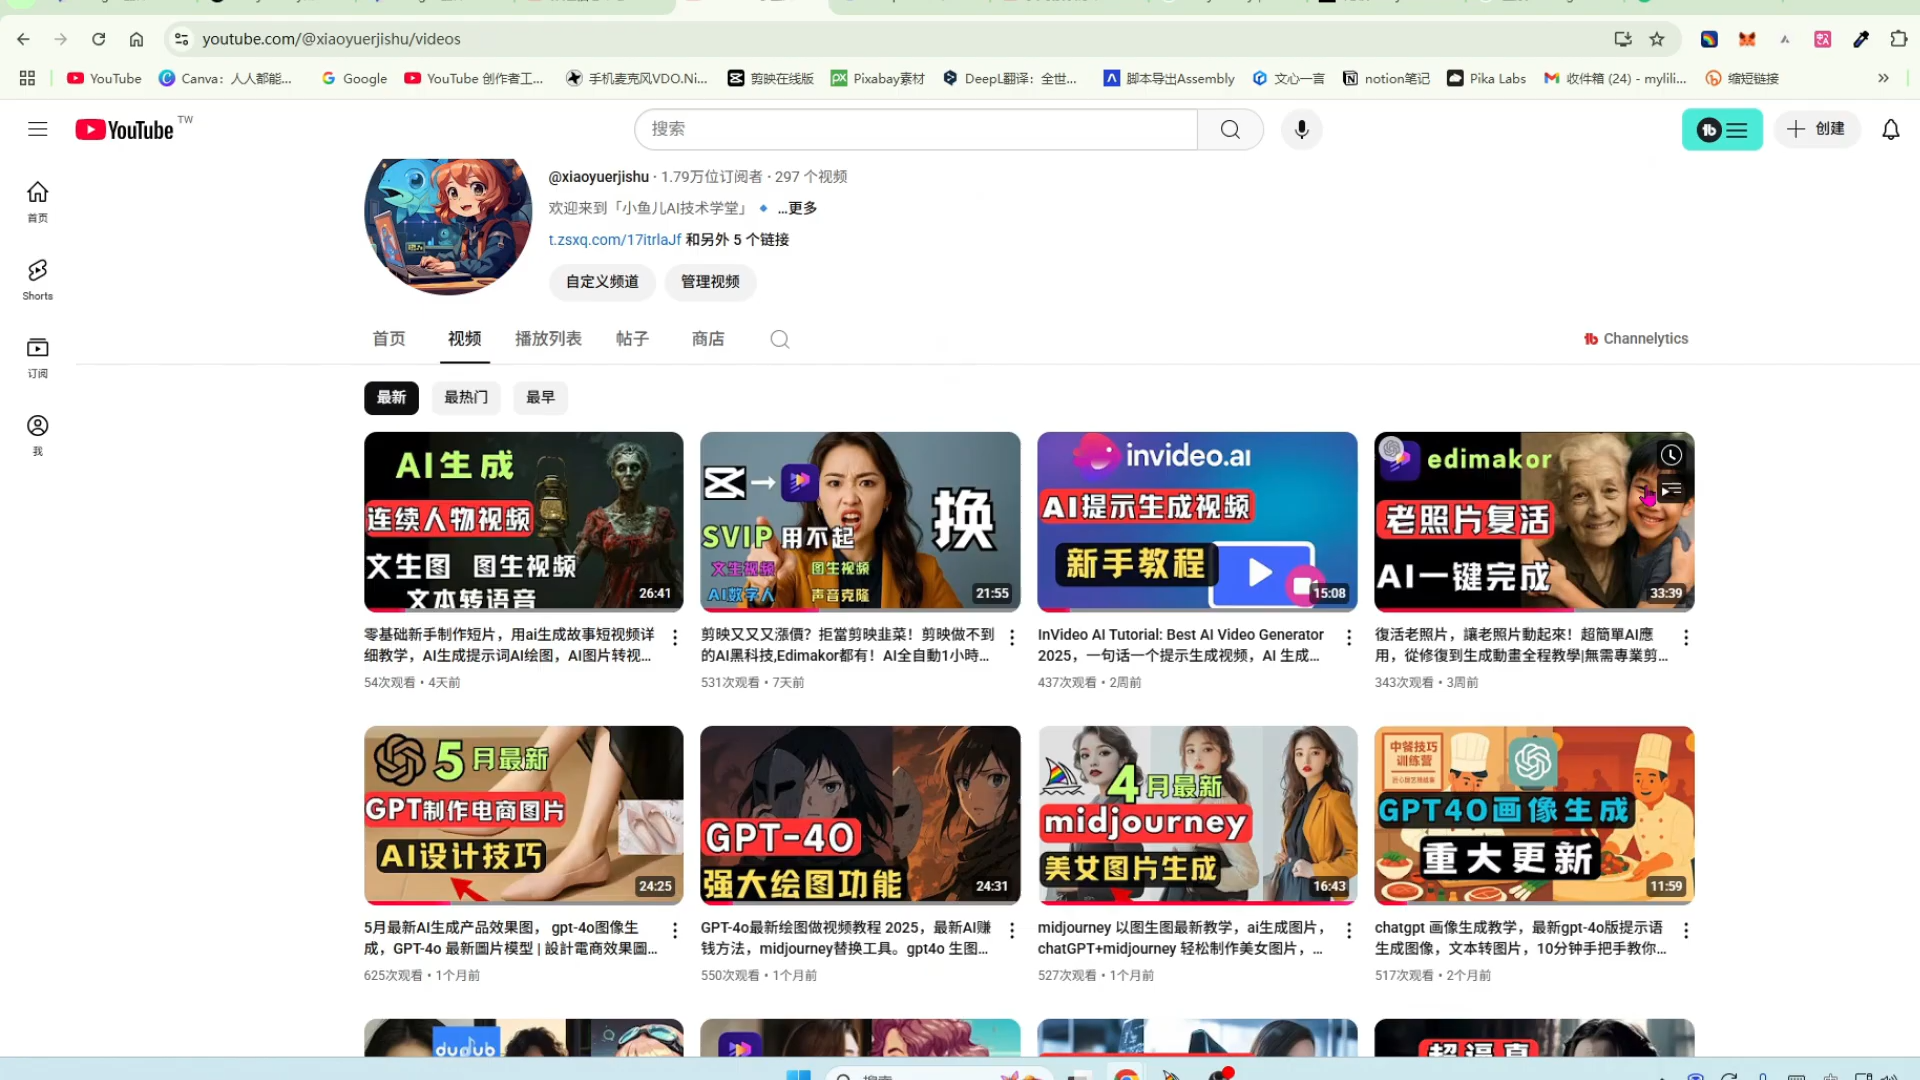 youtube.com/@xiaoyuerjishu/videos
YouTube
Canva：人人都能...
Google
YouTube 创作者工...
手机麦克风VDO.Ni...
剪映在线版
Pixabay素材
DeepL翻译：全世...
脚本导出Assembly
文心一言
notion笔记
Pika Labs
收件箱 (24) - mylili...
缩短链接
YouTube TW
搜索
创建
首页
Shorts
订阅
我
@xiaoyuerjishu · 1.79万位订阅者 · 297 个视频
欢迎来到「小鱼儿AI技术学堂」 🔹 ...更多
t.zsxq.com/17itrlaJf 和另外 5 个链接
自定义频道
管理视频
首页
视频
播放列表
帖子
商店
Channelytics
最新
最热门
最早
AI生成
连续人物视频
文生图 图生视频
文本转语音
26:41
SVIP 用不起
换
文生视频
图生视频
AI数字人
声音克隆
21:55
invideo.ai
AI提示生成视频
新手教程
15:08
edimakor
老照片复活
AI一键完成
33:39
零基础新手制作短片，用ai生成故事短视频详
细教学，AI生成提示词AI绘图，AI图片转视...
54次观看 • 4天前
剪映又又又漲價？拒當剪映韭菜！剪映做不到
的AI黑科技,Edimakor都有！AI全自動1小時...
531次观看 • 7天前
InVideo AI Tutorial: Best AI Video Generator
2025，一句话一个提示生成视频，AI 生成...
437次观看 • 2周前
復活老照片，讓老照片動起來！超簡單AI應
用，從修復到生成動畫全程教學|無需專業剪...
343次观看 • 3周前
5月最新
GPT制作电商图片
AI设计技巧
24:25
GPT-4O
强大绘图功能
24:31
4月最新
midjourney
美女图片生成
16:43
中餐技巧
训练营
GPT4O画像生成
重大更新
11:59
5月最新AI生成产品效果图， gpt-4o图像生
成，GPT-4o 最新圖片模型 | 設計電商效果圖...
625次观看 • 1个月前
GPT-4o最新绘图做视频教程 2025，最新AI赚
钱方法，midjourney替换工具。gpt4o 生图...
550次观看 • 1个月前
midjourney 以图生图最新教学，ai生成图片，
chatGPT+midjourney 轻松制作美女图片，...
527次观看 • 1个月前
chatgpt 画像生成教学，最新gpt-4o版提示语
生成图像，文本转图片，10分钟手把手教你...
517次观看 • 2个月前
dupdub
超逼真
搜索